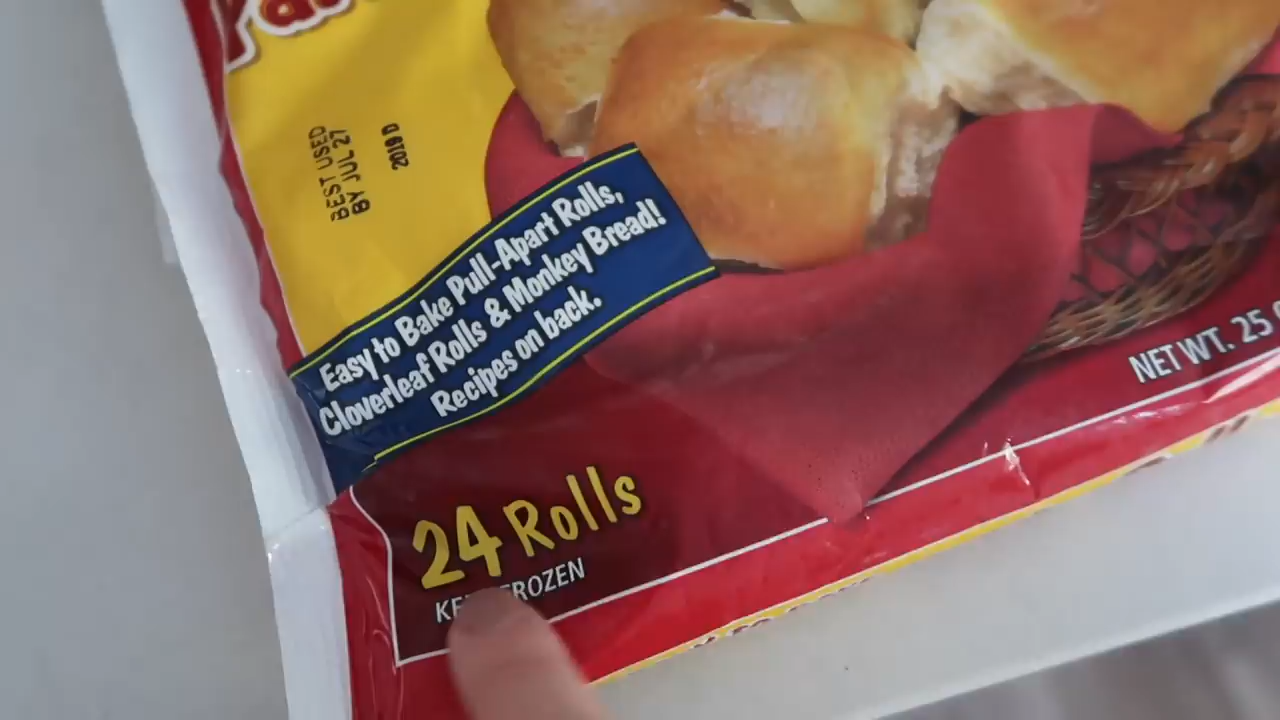 BEST USED
BY JUL 27
2019 D
Easy to Bake Pull-Apart Rolls,
Cloverleaf Rolls & Monkey Bread!
Recipes on back.
NET WT. 25
24 Rolls
FROZEN